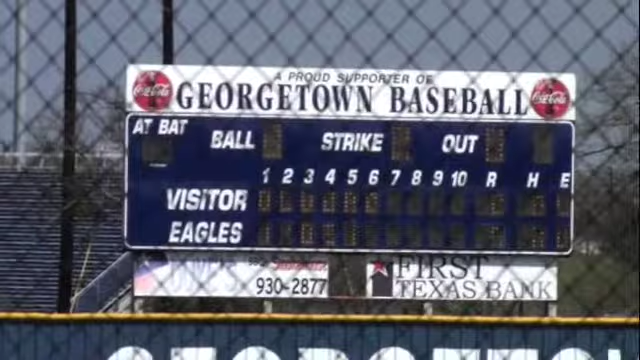 A PROUD SUPPORTER OF
Coca-Cola GEORGETOWN BASEBALL Coca-Cola
AT BAT BALL STRIKE OUT
1 2 3 4 5 6 7 8 9 10 R H E
VISITOR
EAGLES
930-2877
FIRST
TEXAS BANK